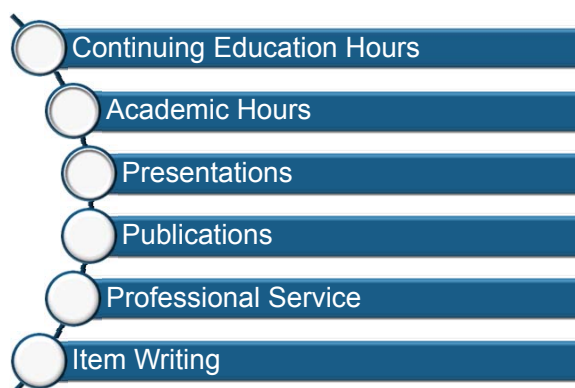 Continuing Education Hours
Academic Hours
Presentations
Publications
Professional Service
Item Writing